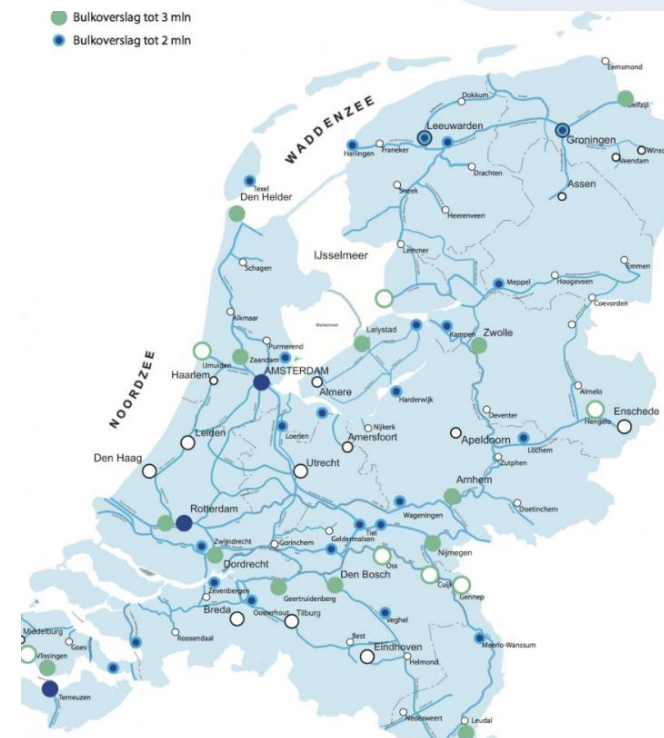 Bulkoverslag tot 3 mln
Bulkoverslag tot 2 mln
WADDENZEE
NOORDZEE
Eemsmond
Delfzijl
Dokkum
Leeuwarden
Groningen
Harlingen
Franeker
Veendam
Drachten
Assen
Texel
Den Helder
Sneek
Heerenveen
Schagen
IJsselmeer
Lemmer
Emmen
Meppel
Hoogeveen
Coevorden
Alkmaar
Markermeer
Lelystad
Kampen
Zwolle
Purmerend
Zaandam
IJmuiden
Haarlem
AMSTERDAM
Almere
Harderwijk
Almelo
Hengelo
Enschede
Deventer
Nijkerk
Loenen
Amersfoort
Apeldoorn
Lochem
Leiden
Zutphen
Den Haag
Utrecht
Arnhem
Doetinchem
Wageningen
Rotterdam
Tiel
Geldermalsen
Gorinchem
Zwijndrecht
Nijmegen
Dordrecht
Oss
Cuijk
Den Bosch
Gennep
Zevenbergen
Geertruidenberg
Breda
Oosterhout
Tilburg
Veghel
Middelburg
Goes
Roosendaal
Best
Meerlo-Wanssum
Vlissingen
Eindhoven
Helmond
Terneuzen
Nederweert
Leudal